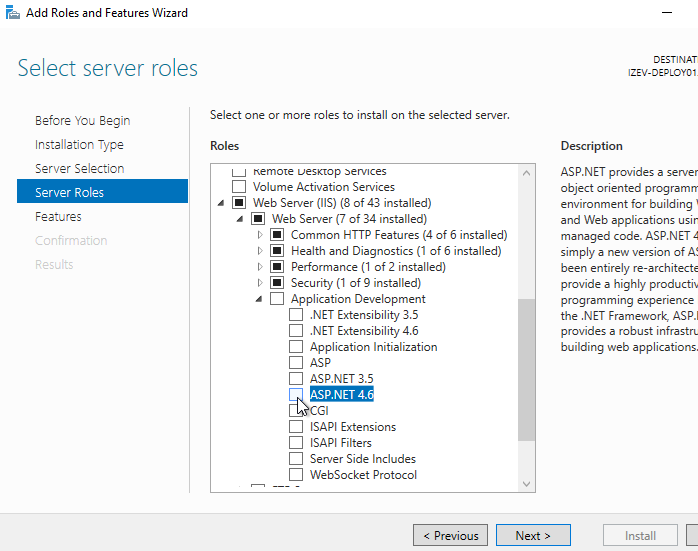 Add Roles and Features Wizard
Select server roles
DESTINAT
IZEV-DEPLOY01.
Before You Begin
Installation Type
Server Selection
Server Roles
Features
Confirmation
Results
Select one or more roles to install on the selected server.
Roles
Remote Desktop Services
Volume Activation Services
Web Server (IIS) (8 of 43 installed)
Web Server (7 of 34 installed)
Common HTTP Features (4 of 6 installed)
Health and Diagnostics (1 of 6 installed)
Performance (1 of 2 installed)
Security (1 of 9 installed)
Application Development
.NET Extensibility 3.5
.NET Extensibility 4.6
Application Initialization
ASP
ASP.NET 3.5
ASP.NET 4.6
CGI
ISAPI Extensions
ISAPI Filters
Server Side Includes
WebSocket Protocol
Description
ASP.NET provides a server
object oriented programm
environment for building W
and Web applications usin
managed code. ASP.NET 4
simply a new version of AS
been entirely re-architecte
provide a highly productiv
programming experience
the .NET Framework, ASP.
provides a robust infrastru
building web applications.
< Previous
Next >
Install